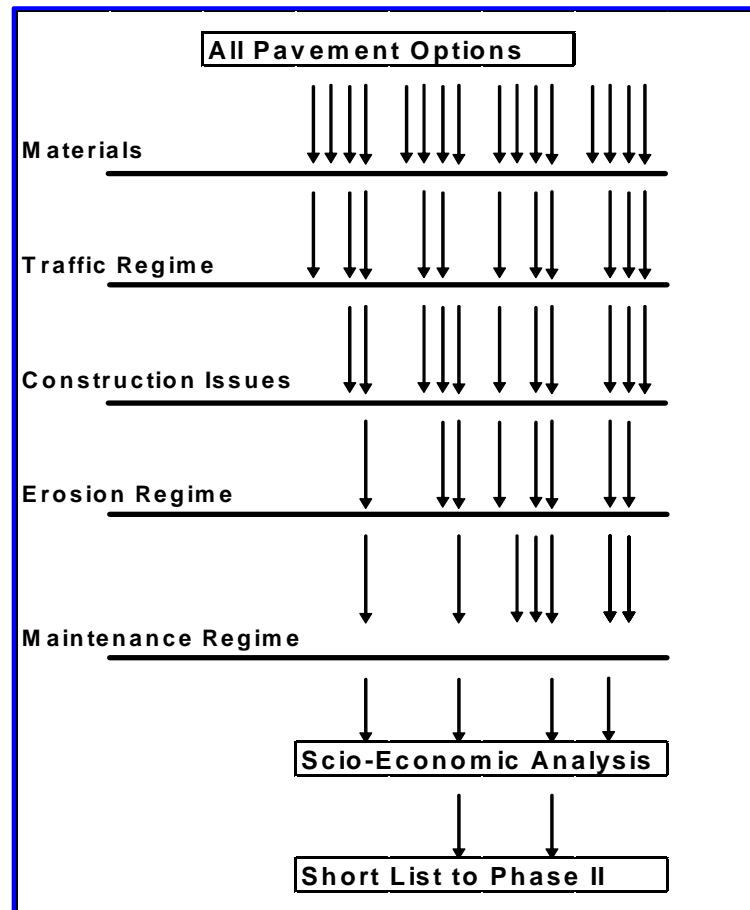 All Pavement Options
Materials
Traffic Regime
Construction Issues
Erosion Regime
Maintenance Regime
Scio-Economic Analysis
Short List to Phase II